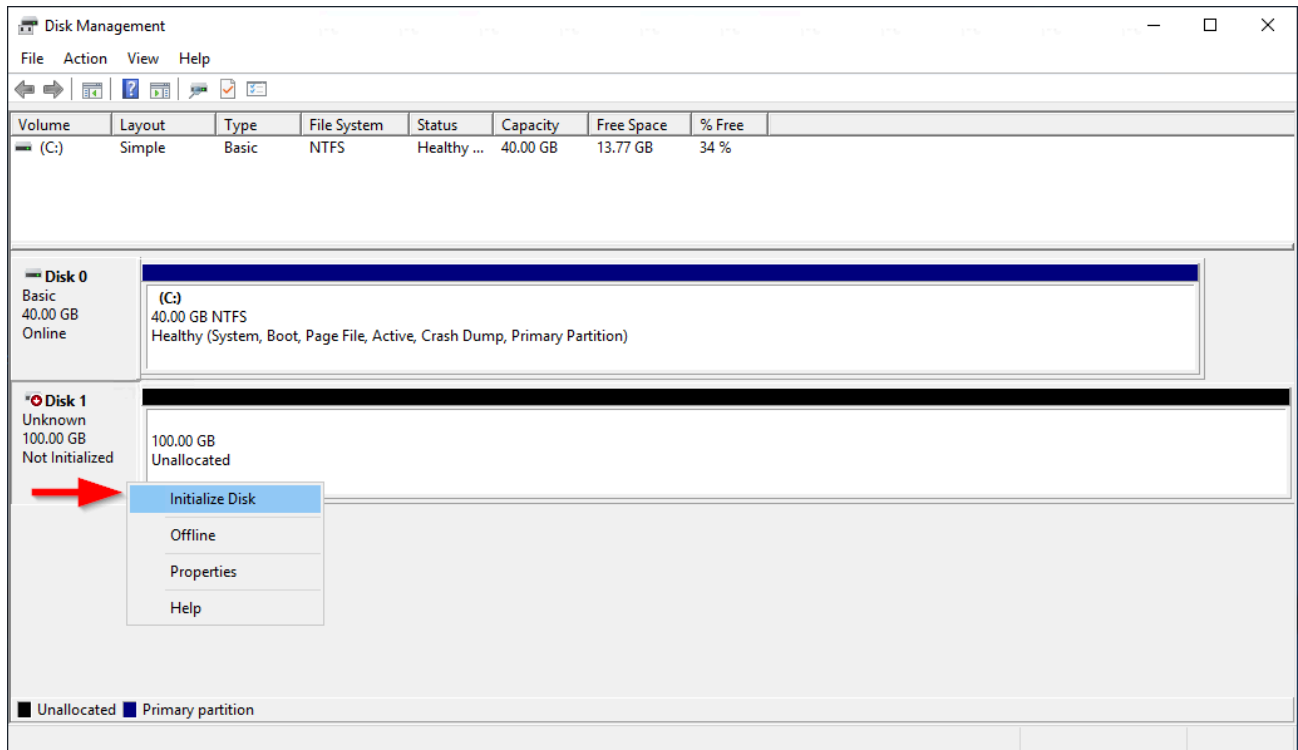 Disk Management
File Action View Help
Volume Layout Type File System Status Capacity Free Space % Free
(C:) Simple Basic NTFS Healthy ... 40.00 GB 13.77 GB 34 %
Disk 0
Basic
40.00 GB
Online
(C:)
40.00 GB NTFS
Healthy (System, Boot, Page File, Active, Crash Dump, Primary Partition)
Disk 1
Unknown
100.00 GB
Not Initialized
100.00 GB
Unallocated
Initialize Disk
Offline
Properties
Help
Unallocated Primary partition